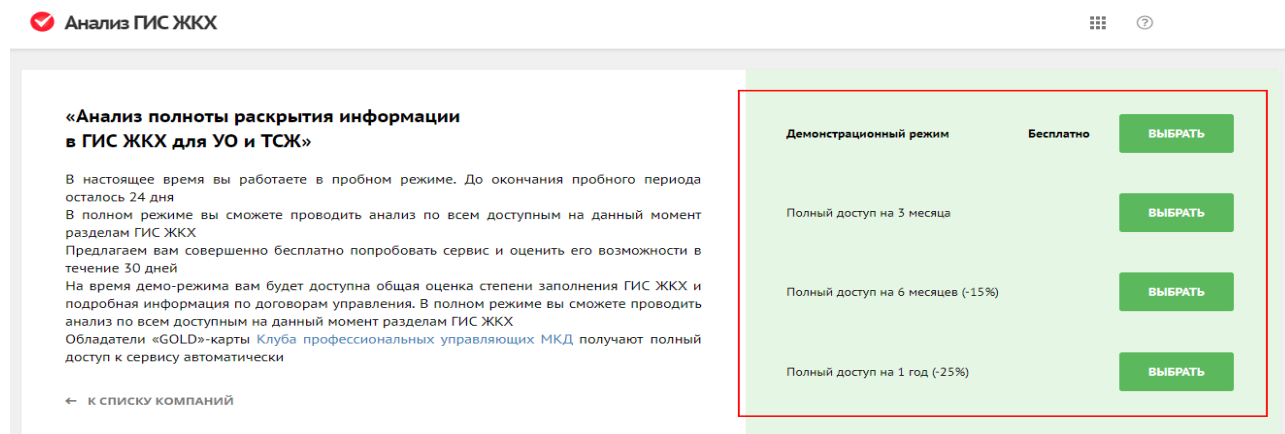 Анализ ГИС ЖКХ
?
«Анализ полноты раскрытия информации
в ГИС ЖКХ для УО и ТСЖ»
В настоящее время вы работаете в пробном режиме. До окончания пробного периода
осталось 24 дня
В полном режиме вы сможете проводить анализ по всем доступным на данный момент
разделам ГИС ЖКХ
Предлагаем вам совершенно бесплатно попробовать сервис и оценить его возможности в
течение 30 дней
На время демо-режима вам будет доступна общая оценка степени заполнения ГИС ЖКХ и
подробная информация по договорам управления. В полном режиме вы сможете проводить
анализ по всем доступным на данный момент разделам ГИС ЖКХ
Обладатели «GOLD»-карты Клуба профессиональных управляющих МКД получают полный
доступ к сервису автоматически
← К СПИСКУ КОМПАНИЙ
Демонстрационный режим Бесплатно ВЫБРАТЬ
Полный доступ на 3 месяца ВЫБРАТЬ
Полный доступ на 6 месяцев (-15%) ВЫБРАТЬ
Полный доступ на 1 год (-25%) ВЫБРАТЬ